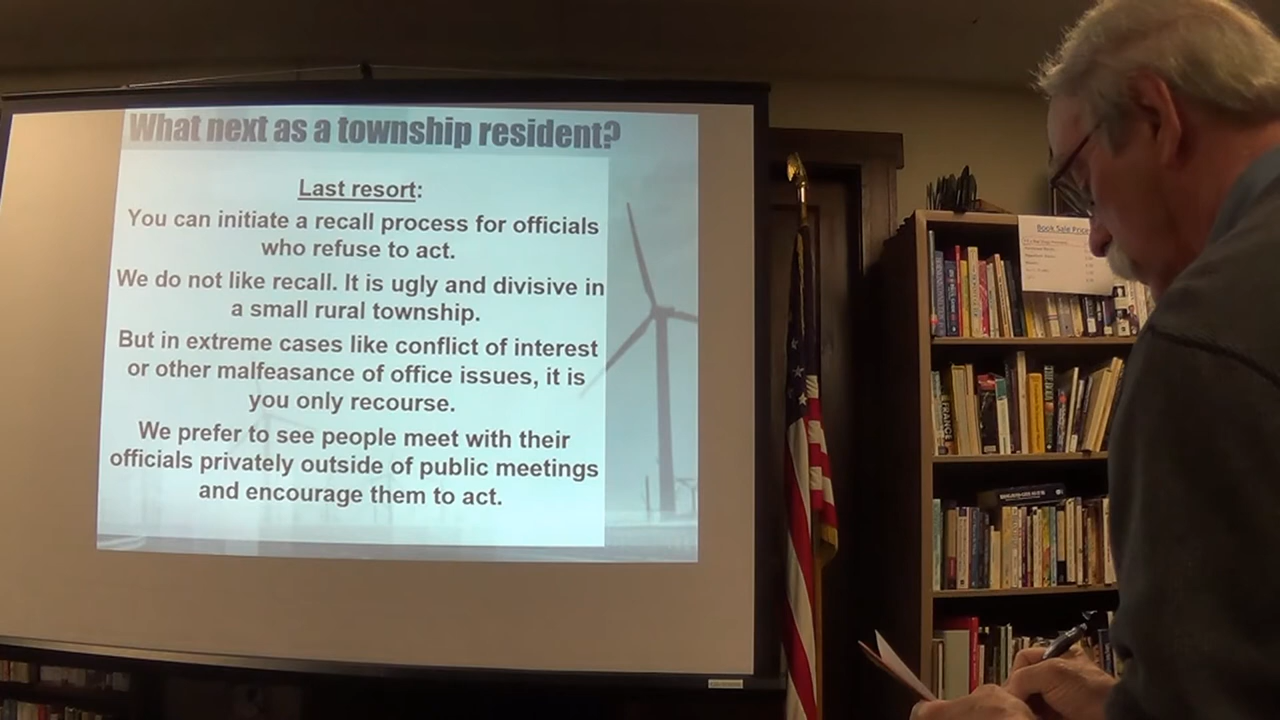 What next as a township resident?
Last resort:
You can initiate a recall process for officials
who refuse to act.
We do not like recall. It is ugly and divisive in
a small rural township.
But in extreme cases like conflict of interest
or other malfeasance of office issues, it is
you only recourse.
We prefer to see people meet with their
officials privately outside of public meetings
and encourage them to act.
Book Sale Prices
FRANCE